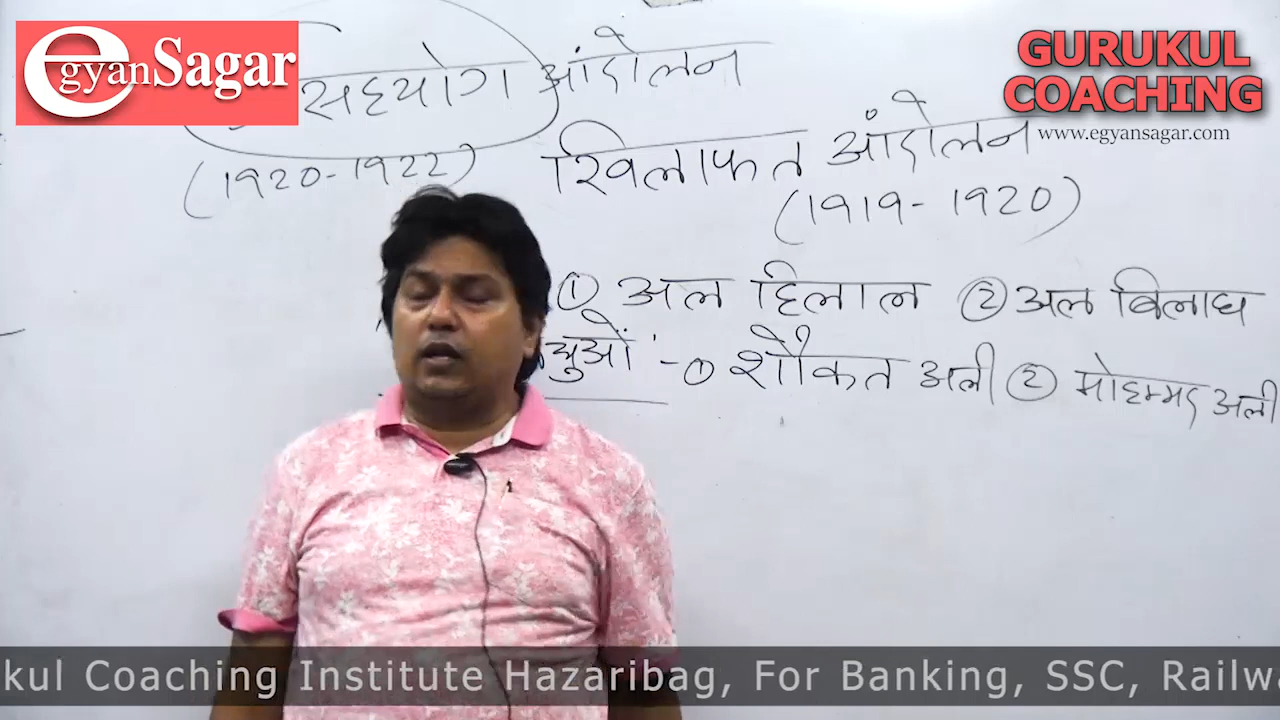 egyanSagar
GURUKUL
COACHING
www.egyansagar.com
सहयोग आंदोलन
(1920-1922)
खिलाफत आंदोलन
(1919-1920)
① अल हिलाल ② अल बिलाघ
① शौकत अली ② मोहम्मद अली
kul Coaching Institute Hazaribag, For Banking, SSC, Railwa